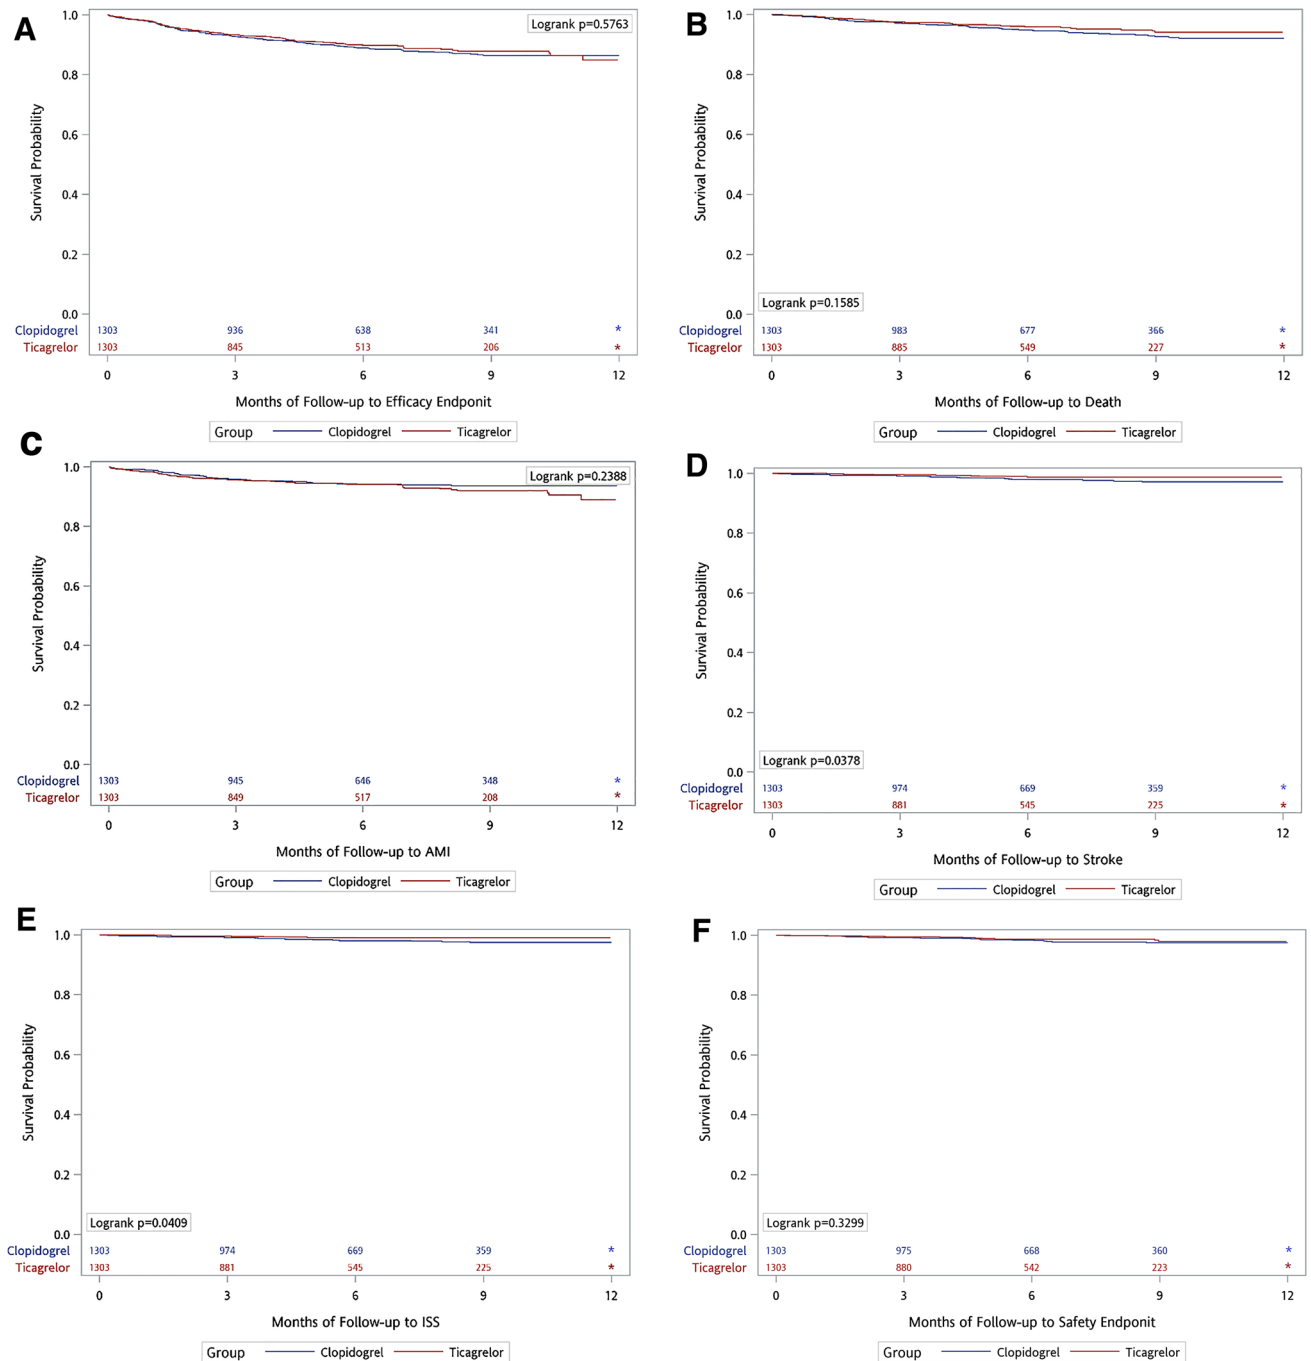 A
Logrank p=0.5763
Survival Probability
1.0
0.8
0.6
0.4
0.2
0.0
Clopidogrel 1303 936 638 341 *
Ticagrelor 1303 845 513 206 *
0 3 6 9 12
Months of Follow-up to Efficacy Endponit
Group Clopidogrel Ticagrelor
B
Survival Probability
1.0
0.8
0.6
0.4
0.2
0.0
Logrank p=0.1585
Clopidogrel 1303 983 677 366 *
Ticagrelor 1303 885 549 227 *
0 3 6 9 12
Months of Follow-up to Death
Group Clopidogrel Ticagrelor
C
Logrank p=0.2388
Survival Probability
1.0
0.8
0.6
0.4
0.2
0.0
Clopidogrel 1303 945 646 348 *
Ticagrelor 1303 849 517 208 *
0 3 6 9 12
Months of Follow-up to AMI
Group Clopidogrel Ticagrelor
D
Survival Probability
1.0
0.8
0.6
0.4
0.2
0.0
Logrank p=0.0378
Clopidogrel 1303 974 669 359 *
Ticagrelor 1303 881 545 225 *
0 3 6 9 12
Months of Follow-up to Stroke
Group Clopidogrel Ticagrelor
E
Survival Probability
1.0
0.8
0.6
0.4
0.2
0.0
Logrank p=0.0409
Clopidogrel 1303 974 669 359 *
Ticagrelor 1303 881 545 225 *
0 3 6 9 12
Months of Follow-up to ISS
Group Clopidogrel Ticagrelor
F
Survival Probability
1.0
0.8
0.6
0.4
0.2
0.0
Logrank p=0.3299
Clopidogrel 1303 975 668 360 *
Ticagrelor 1303 880 542 223 *
0 3 6 9 12
Months of Follow-up to Safety Endponit
Group Clopidogrel Ticagrelor